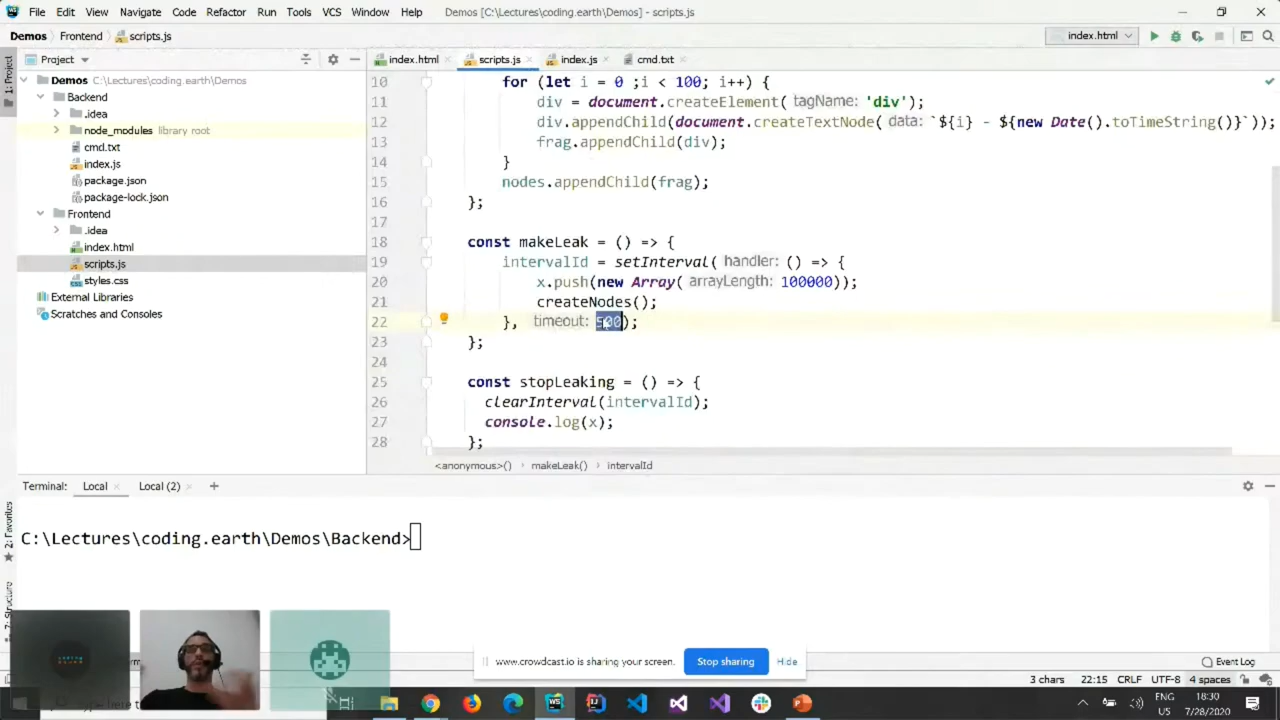 File Edit View Navigate Code Refactor Run Tools VCS Window Help Demos [C:\Lectures\coding.earth\Demos] - scripts.js
Demos Frontend scripts.js index.html
Project
1: Project
index.html scripts.js index.js cmd.txt
Demos C:\Lectures\coding.earth\Demos
Backend
.idea
node_modules library root
cmd.txt
index.js
package.json
package-lock.json
Frontend
.idea
index.html
scripts.js
styles.css
External Libraries
Scratches and Consoles
10 for (let i = 0 ;i < 100; i++) {
11 div = document.createElement( tagName: 'div');
12 div.appendChild(document.createTextNode( data: `${i} - ${new Date().toTimeString()}`));
13 frag.appendChild(div);
14 }
15 nodes.appendChild(frag);
16 };
17
18 const makeLeak = () => {
19 intervalId = setInterval( handler: () => {
20 x.push(new Array( arrayLength: 100000));
21 createNodes();
22 }, timeout: 500);
23 };
24
25 const stopLeaking = () => {
26 clearInterval(intervalId);
27 console.log(x);
28 };
<anonymous>() makeLeak() intervalId
Terminal: Local Local (2) +
2: Favorites
7: Structure
C:\Lectures\coding.earth\Demos\Backend>
www.crowdcast.io is sharing your screen. Stop sharing Hide
Event Log
3 chars 22:15 CRLF UTF-8 4 spaces
ENG
US
18:30
7/28/2020